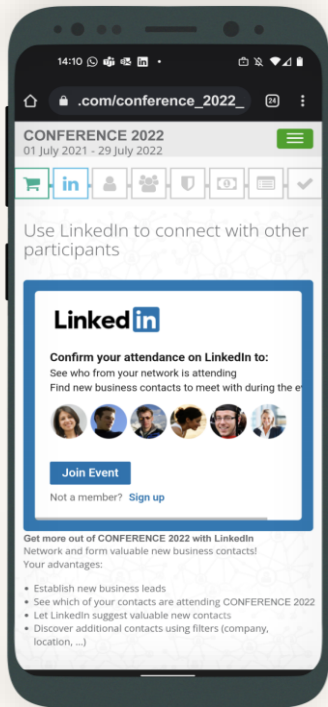 14:10
.com/conference_2022_
24
CONFERENCE 2022
01 July 2021 - 29 July 2022
in
Use LinkedIn to connect with other
participants
Linked in
Confirm your attendance on LinkedIn to:
See who from your network is attending
Find new business contacts to meet with during the e
Join Event
Not a member? Sign up
Get more out of CONFERENCE 2022 with LinkedIn
Network and form valuable new business contacts!
Your advantages:
• Establish new business leads
• See which of your contacts are attending CONFERENCE 2022
• Let LinkedIn suggest valuable new contacts
• Discover additional contacts using filters (company,
location, ...)